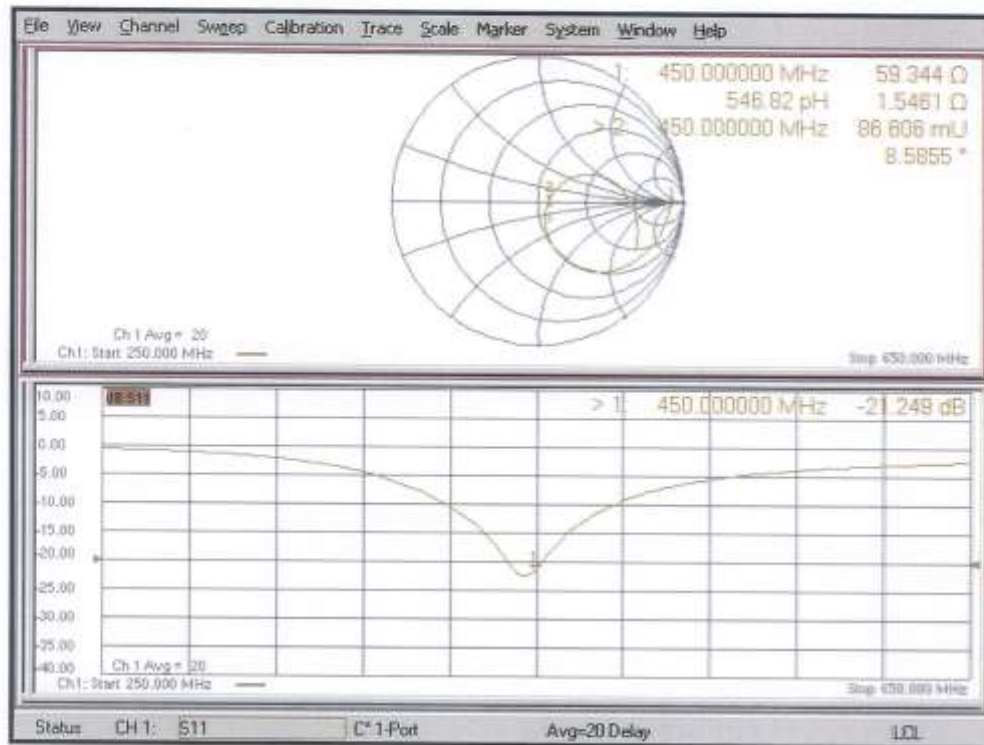 File View Channel Sweep Calibration Trace Scale Marker System Window Help
1: 450.000000 MHz 59.344 Ω
546.82 pH 1.5461 Ω
> 2: 450.000000 MHz 86.606 mU
8.5855 °
Ch 1 Avg = 20
Ch1: Start 250.000 MHz
Stop 650.000 MHz
10.00
dB S11
> 1: 450.000000 MHz -21.249 dB
5.00
0.00
-5.00
-10.00
-15.00
-20.00
1
-25.00
-30.00
-35.00
-40.00
Ch 1 Avg = 20
Ch1: Start 250.000 MHz
Stop 650.000 MHz
Status CH 1: S11 C* 1-Port Avg=20 Delay LCL